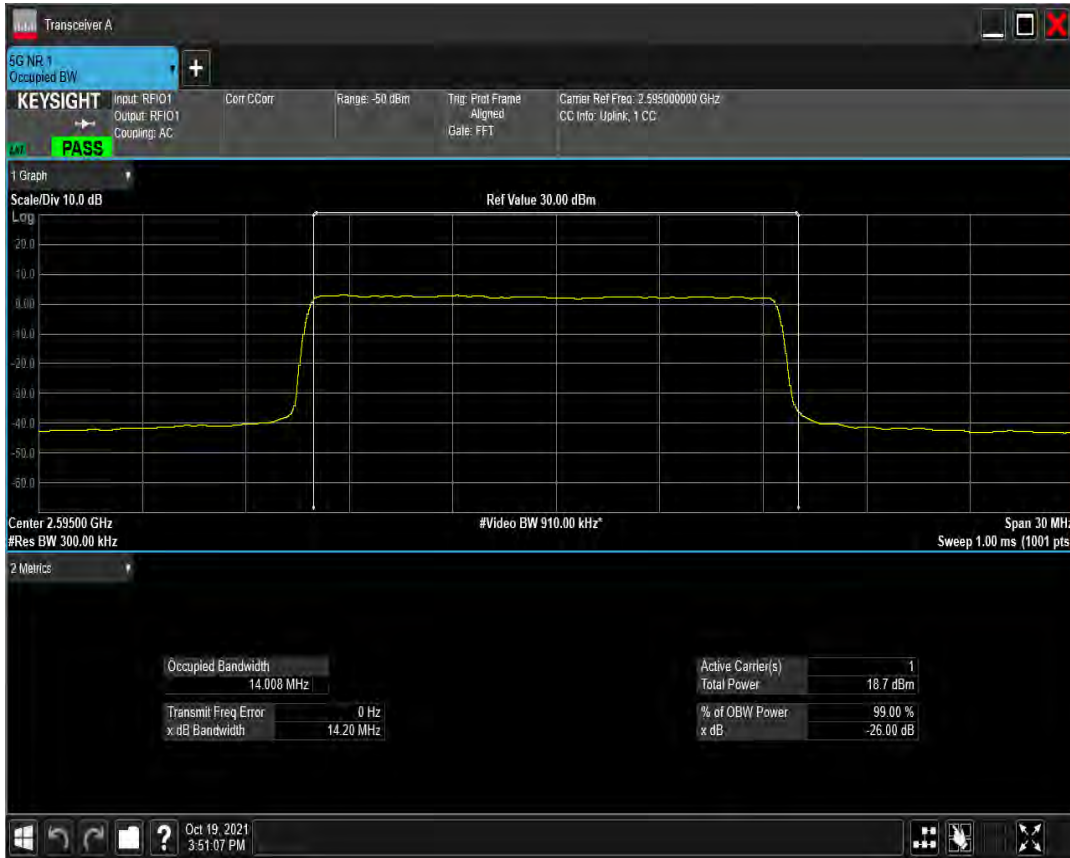 Transceiver A
5G NR 1
Occupied BW
+
KEYSIGHT
PASS
Input: RFIO1
Output: RFIO1
Coupling: AC
Corr CCorr
Range: -50 dBm
Trig: Prot Frame
Aligned
Gate: FFT
Carrier Ref Freq: 2.595000000 GHz
CC Info: Uplink, 1 CC
1 Graph
Scale/Div 10.0 dB
Ref Value 30.00 dBm
Log
20.0
10.0
0.00
-10.0
-20.0
-30.0
-40.0
-50.0
-60.0
Center 2.59500 GHz
#Video BW 910.00 kHz*
Span 30 MHz
#Res BW 300.00 kHz
Sweep 1.00 ms (1001 pts
2 Metrics
Occupied Bandwidth
14.008 MHz
Transmit Freq Error 0 Hz
x dB Bandwidth 14.20 MHz
Active Carrier(s) 1
Total Power 18.7 dBm
% of OBW Power 99.00 %
x dB -26.00 dB
?
Oct 19, 2021
3:51:07 PM